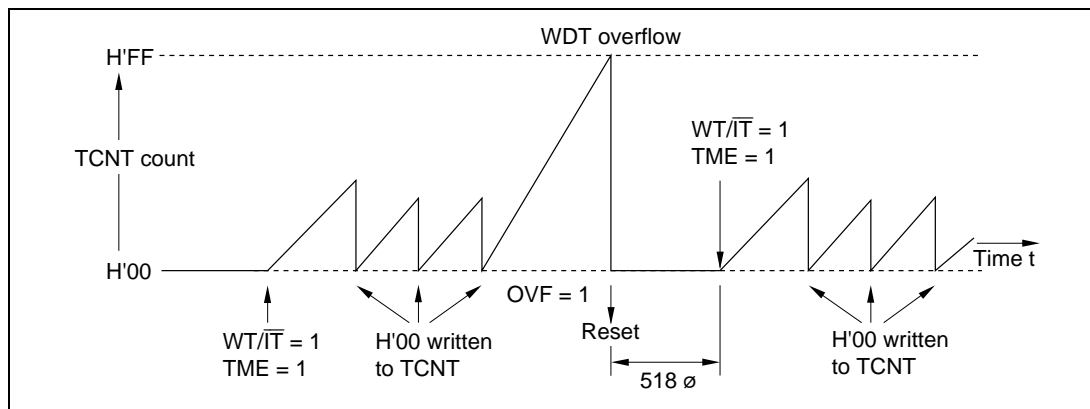 WDT overflow
H'FF
WT/IT = 1
TME = 1
TCNT count
H'00
Time t
OVF = 1
Reset
WT/IT = 1
TME = 1
H'00 written
to TCNT
H'00 written
to TCNT
518 ø